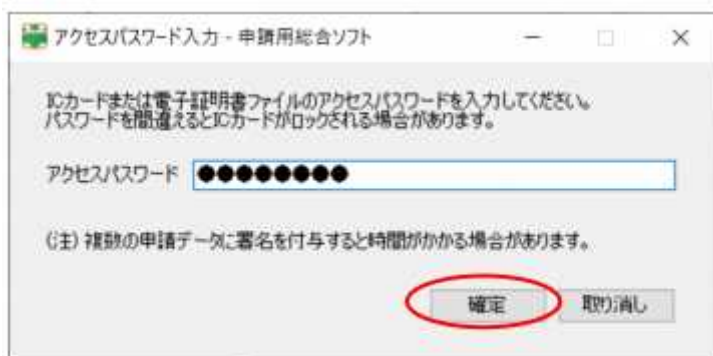 アクセスパスワード入力 - 申請用総合ソフト
ICカードまたは電子証明書ファイルのアクセスパスワードを入力してください。
パスワードを間違えるとICカードがロックされる場合があります。
アクセスパスワード ●●●●●●●●
(注) 複数の申請データに署名を付与すると時間がかかる場合があります。
確定 取り消し